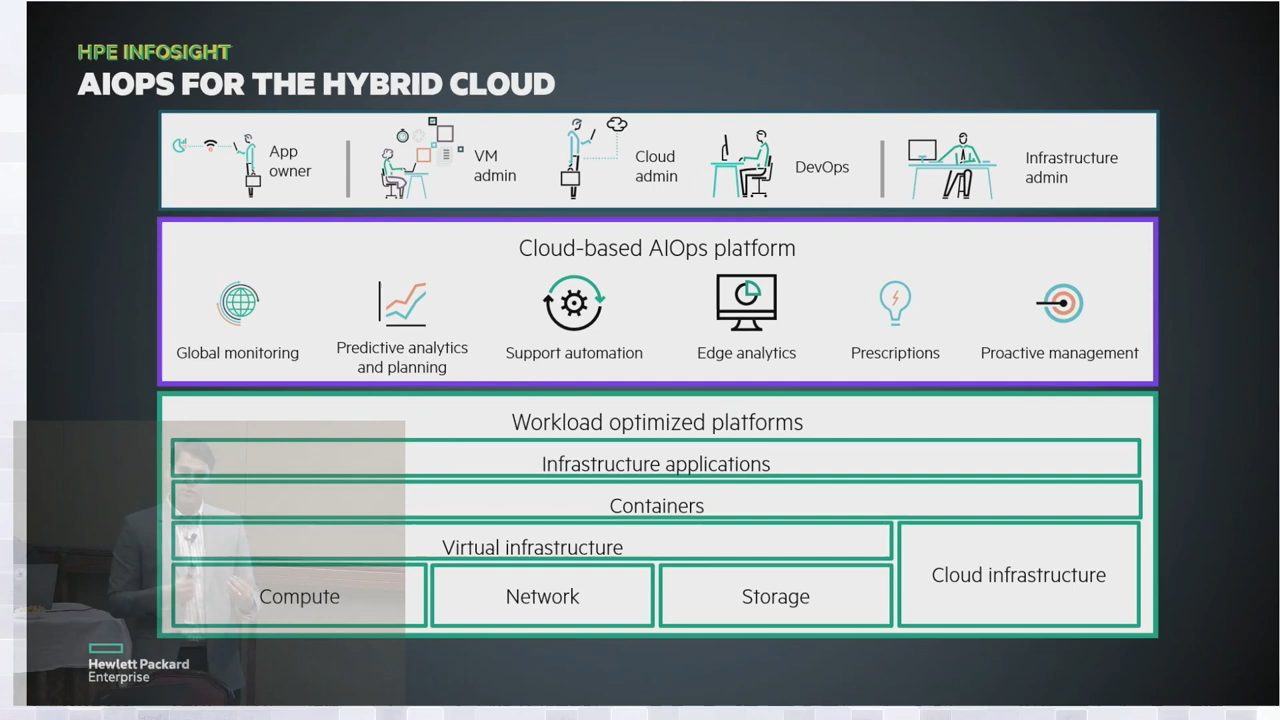 HPE INFOSIGHT
AIOPS FOR THE HYBRID CLOUD
App
owner
VM
admin
Cloud
admin
DevOps
Infrastructure
admin
Cloud-based AIOps platform
Global monitoring
Predictive analytics
and planning
Support automation
Edge analytics
Prescriptions
Proactive management
Workload optimized platforms
Infrastructure applications
Containers
Virtual infrastructure
Cloud infrastructure
Compute
Network
Storage
Hewlett Packard
Enterprise